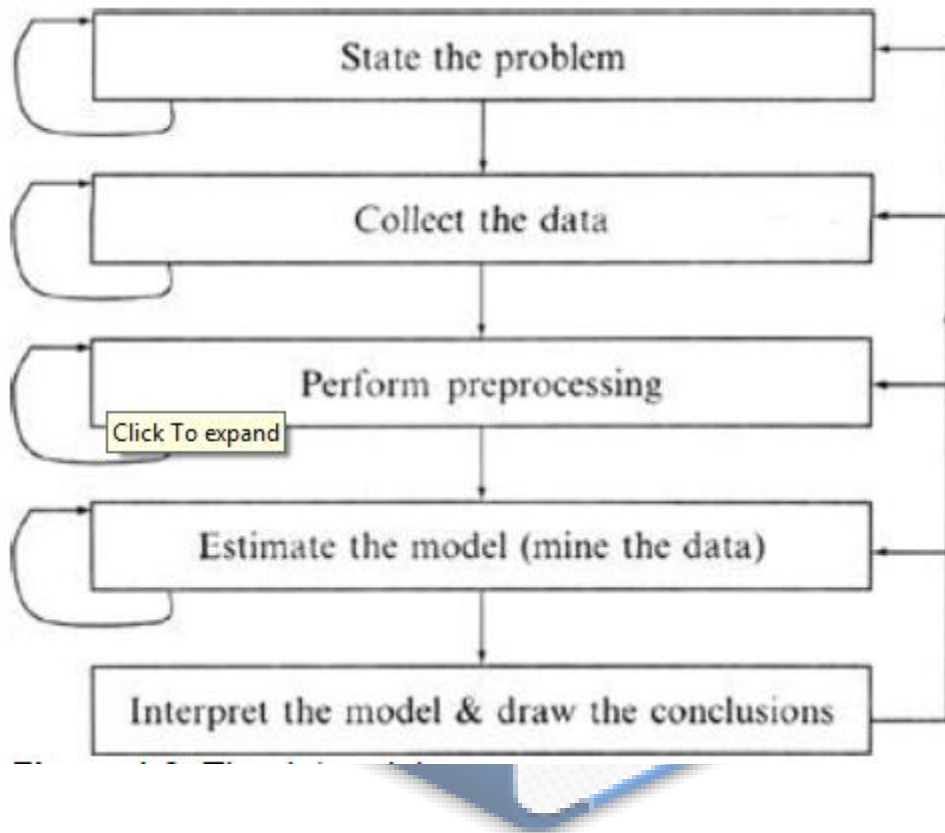 State the problem
Collect the data
Perform preprocessing
Click To expand
Estimate the model (mine the data)
Interpret the model & draw the conclusions